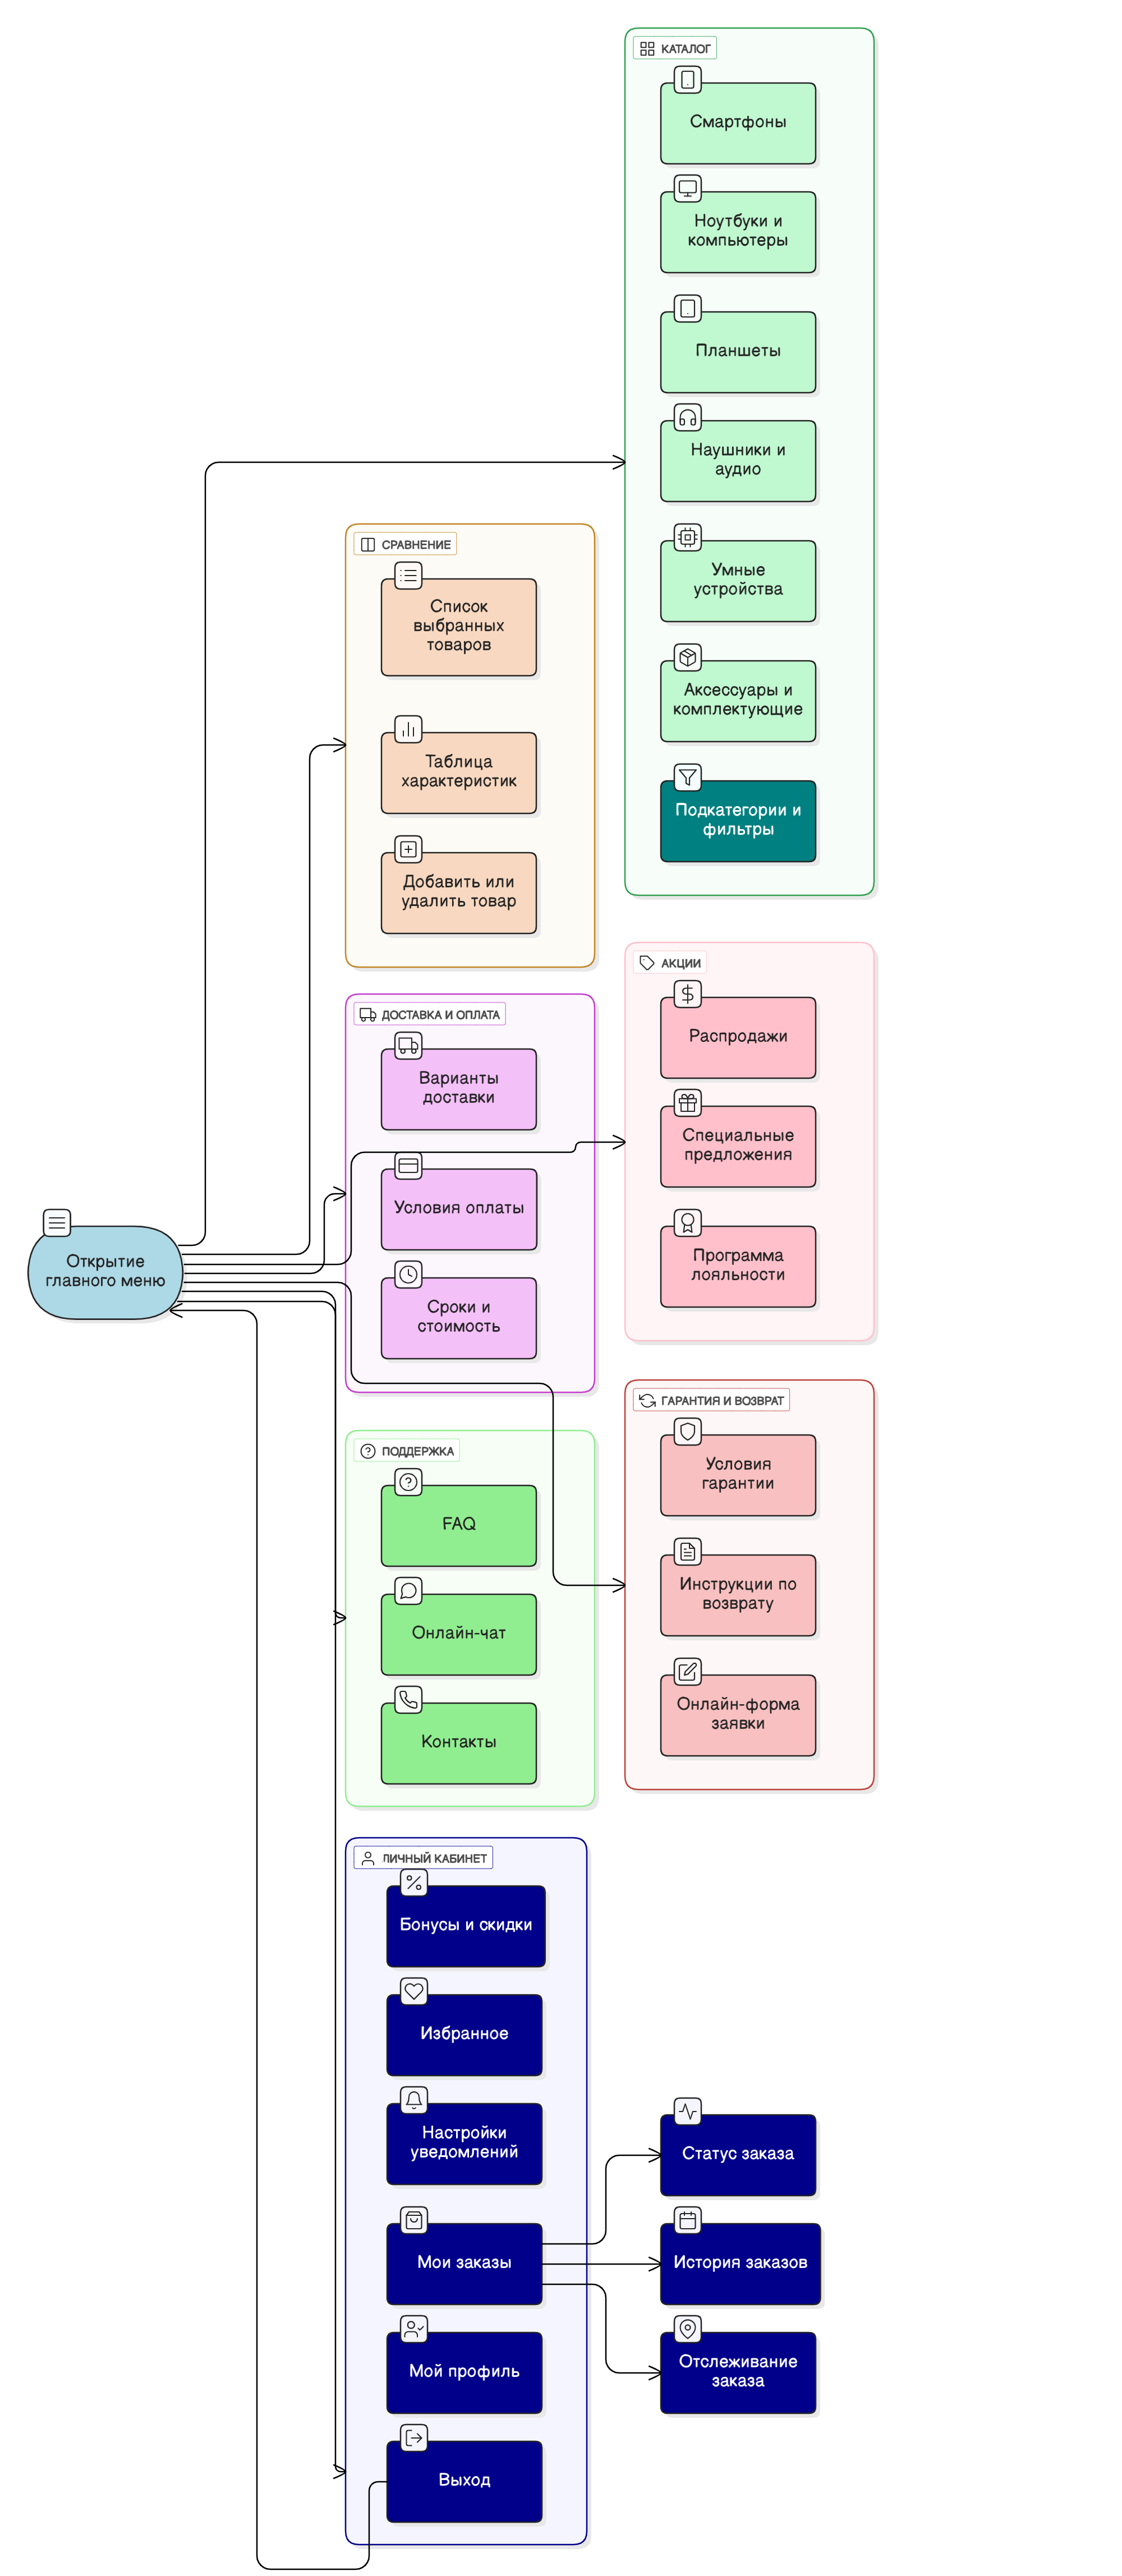 КАТАЛОГ
Смартфоны
Ноутбуки и
компьютеры
Планшеты
Наушники и
аудио
Умные
устройства
Аксессуары и
комплектующие
Подкатегории и
фильтры
СРАВНЕНИЕ
Список
выбранных
товаров
Таблица
характеристик
Добавить или
удалить товар
АКЦИИ
Распродажи
Специальные
предложения
Программа
лояльности
ДОСТАВКА И ОПЛАТА
Варианты
доставки
Условия оплаты
Сроки и
стоимость
Открытие
главного меню
ГАРАНТИЯ И ВОЗВРАТ
Условия
гарантии
Инструкции по
возврату
Онлайн-форма
заявки
ПОДДЕРЖКА
FAQ
Онлайн-чат
Контакты
ЛИЧНЫЙ КАБИНЕТ
Бонусы и скидки
Избранное
Настройки
уведомлений
Мои заказы
Мой профиль
Выход
Статус заказа
История заказов
Отслеживание
заказа